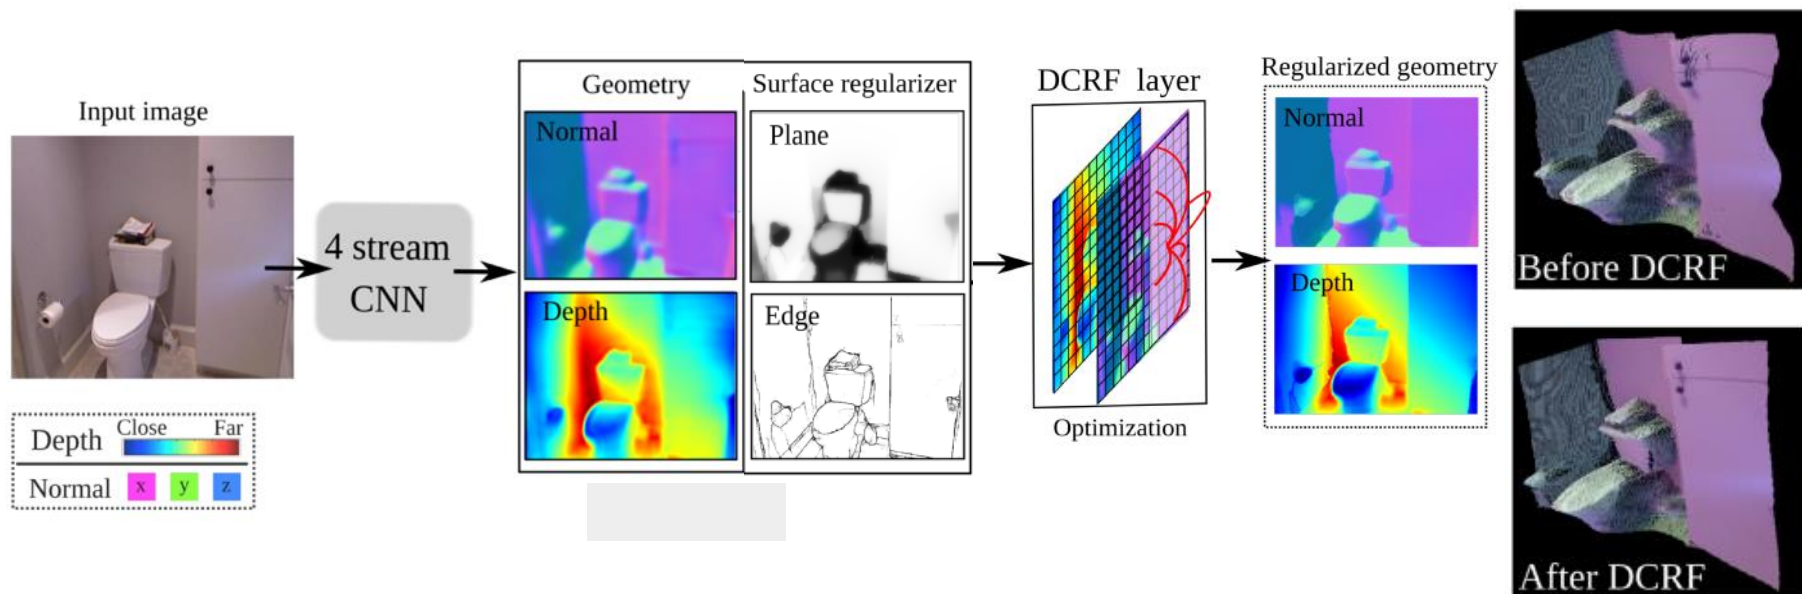 Input image
Depth
Close
Far
Normal
x
y
z
4 stream
CNN
Geometry
Normal
Depth
Surface regularizer
Plane
Edge
DCRF layer
Optimization
Regularized geometry
Normal
Depth
Before DCRF
After DCRF